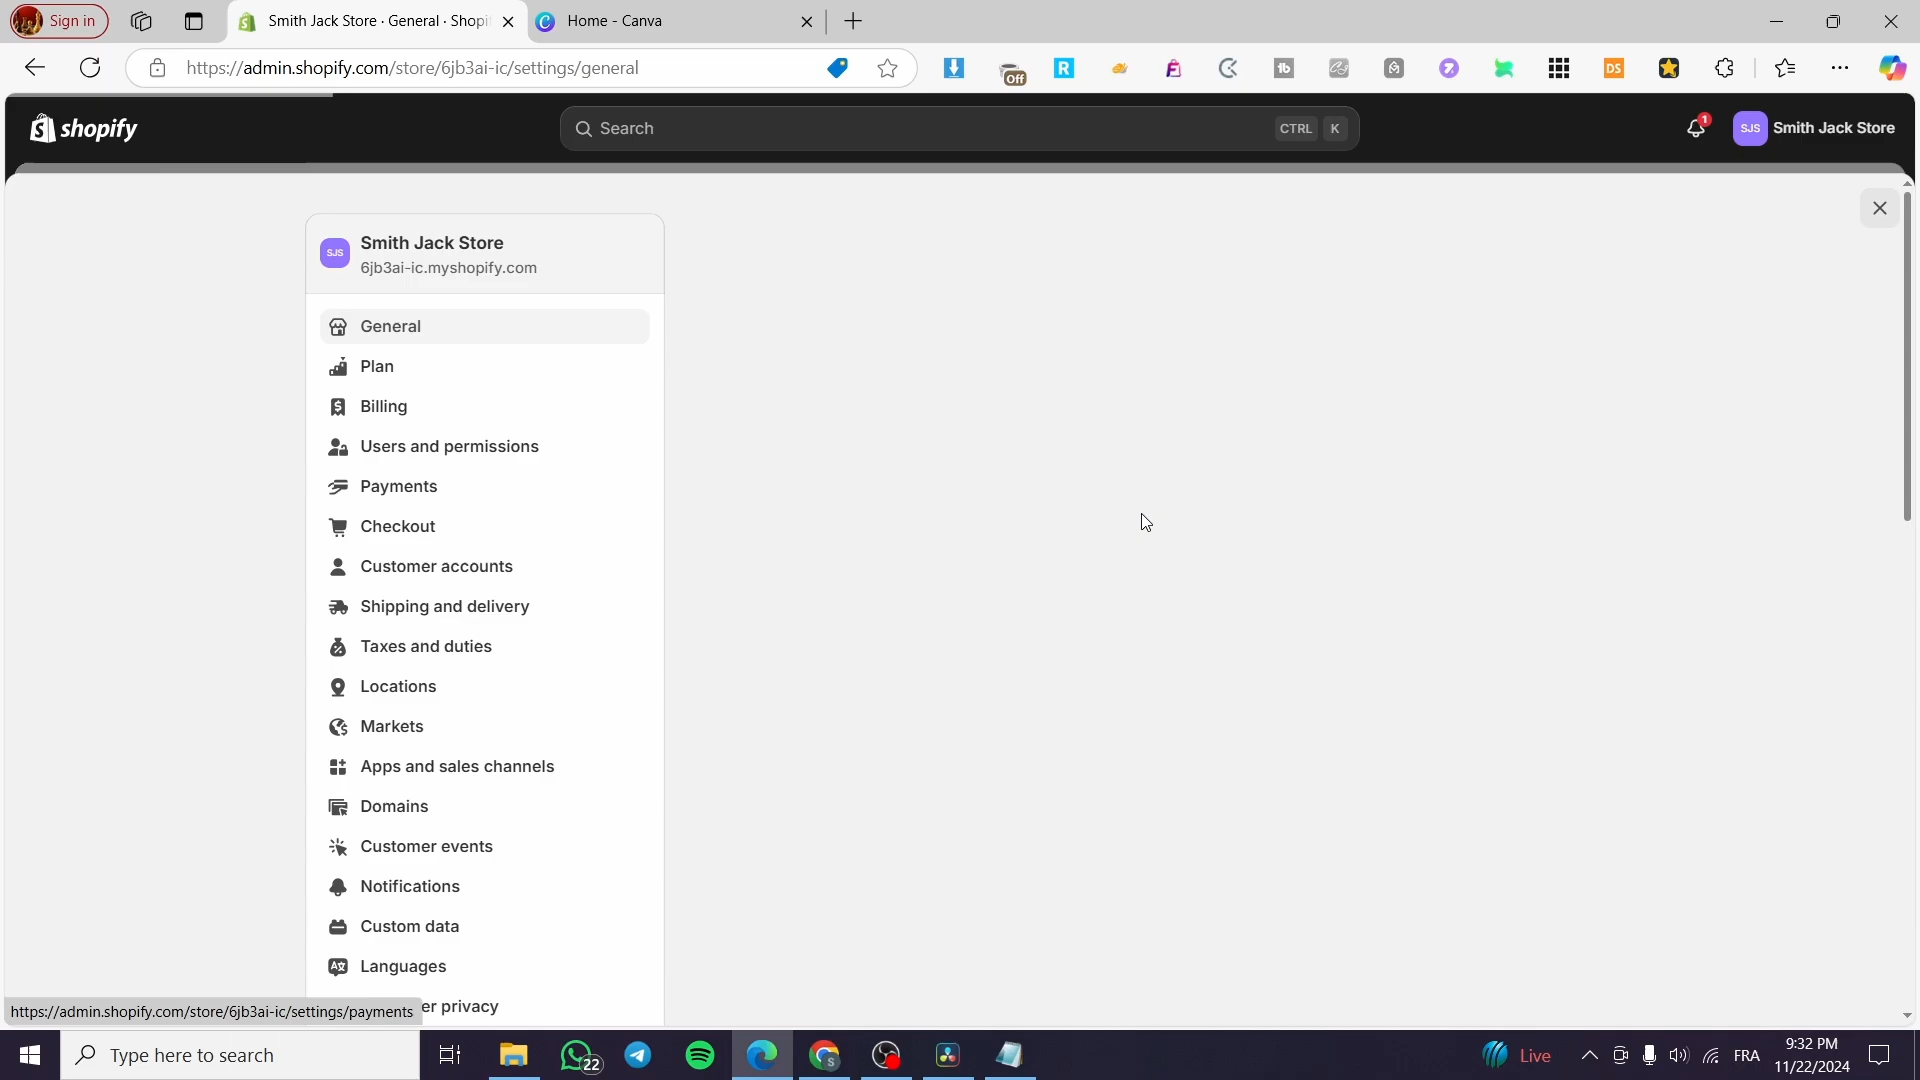 Sign in
Smith Jack Store · General · Shopi
Home - Canva
https://admin.shopify.com/store/6jb3ai-ic/settings/general
Off
R
tb
DS
shopify
Search
CTRL K
1
SJS
Smith Jack Store
SJS
Smith Jack Store
6jb3ai-ic.myshopify.com
General
Plan
Billing
Users and permissions
Payments
Checkout
Customer accounts
Shipping and delivery
Taxes and duties
Locations
Markets
Apps and sales channels
Domains
Customer events
Notifications
Custom data
Languages
er privacy
https://admin.shopify.com/store/6jb3ai-ic/settings/payments
Type here to search
22
S
Live
FRA
9:32 PM
11/22/2024